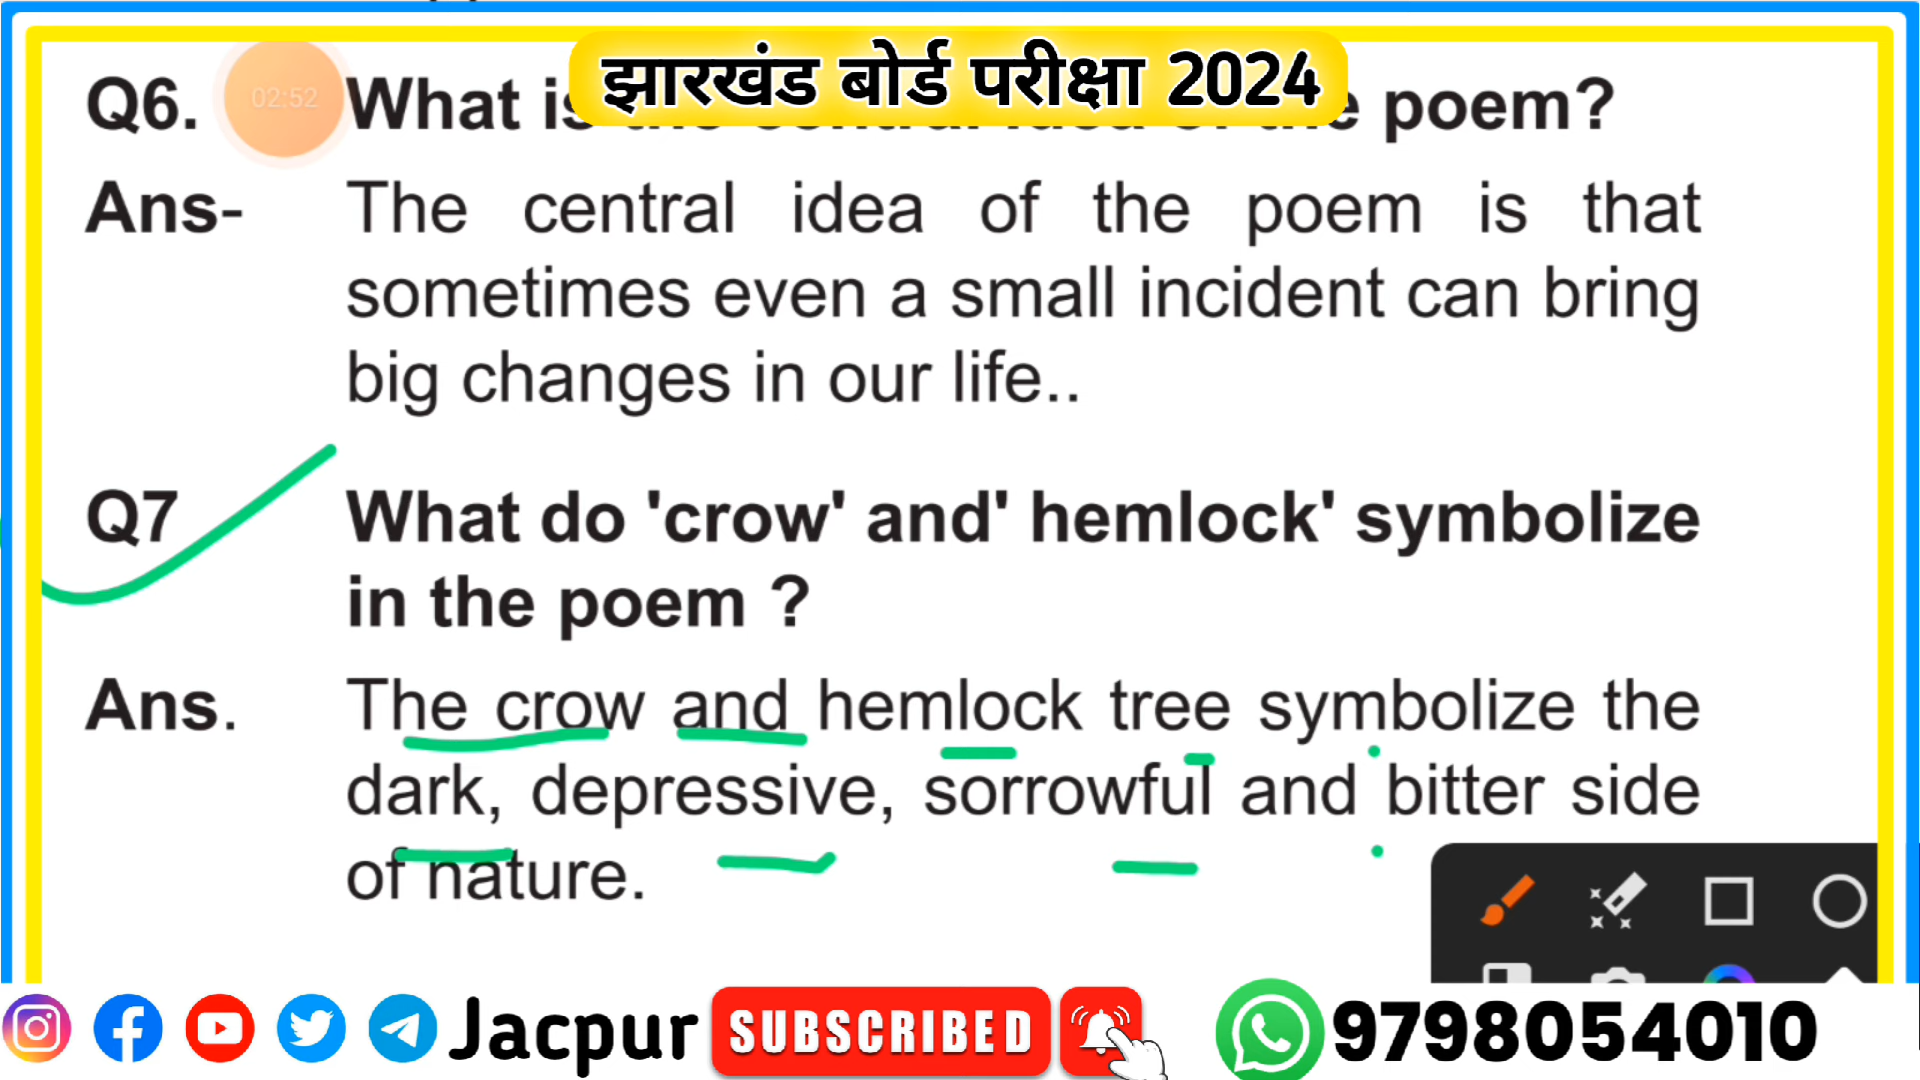 झारखंड बोर्ड परीक्षा 2024
Q6. 02:52 What is poem?
Ans- The central idea of the poem is that
sometimes even a small incident can bring
big changes in our life..
Q7 What do 'crow' and' hemlock' symbolize
in the poem ?
Ans. The crow and hemlock tree symbolize the
dark, depressive, sorrowful and bitter side
of nature.
Jacpur SUBSCRIBED 9798054010